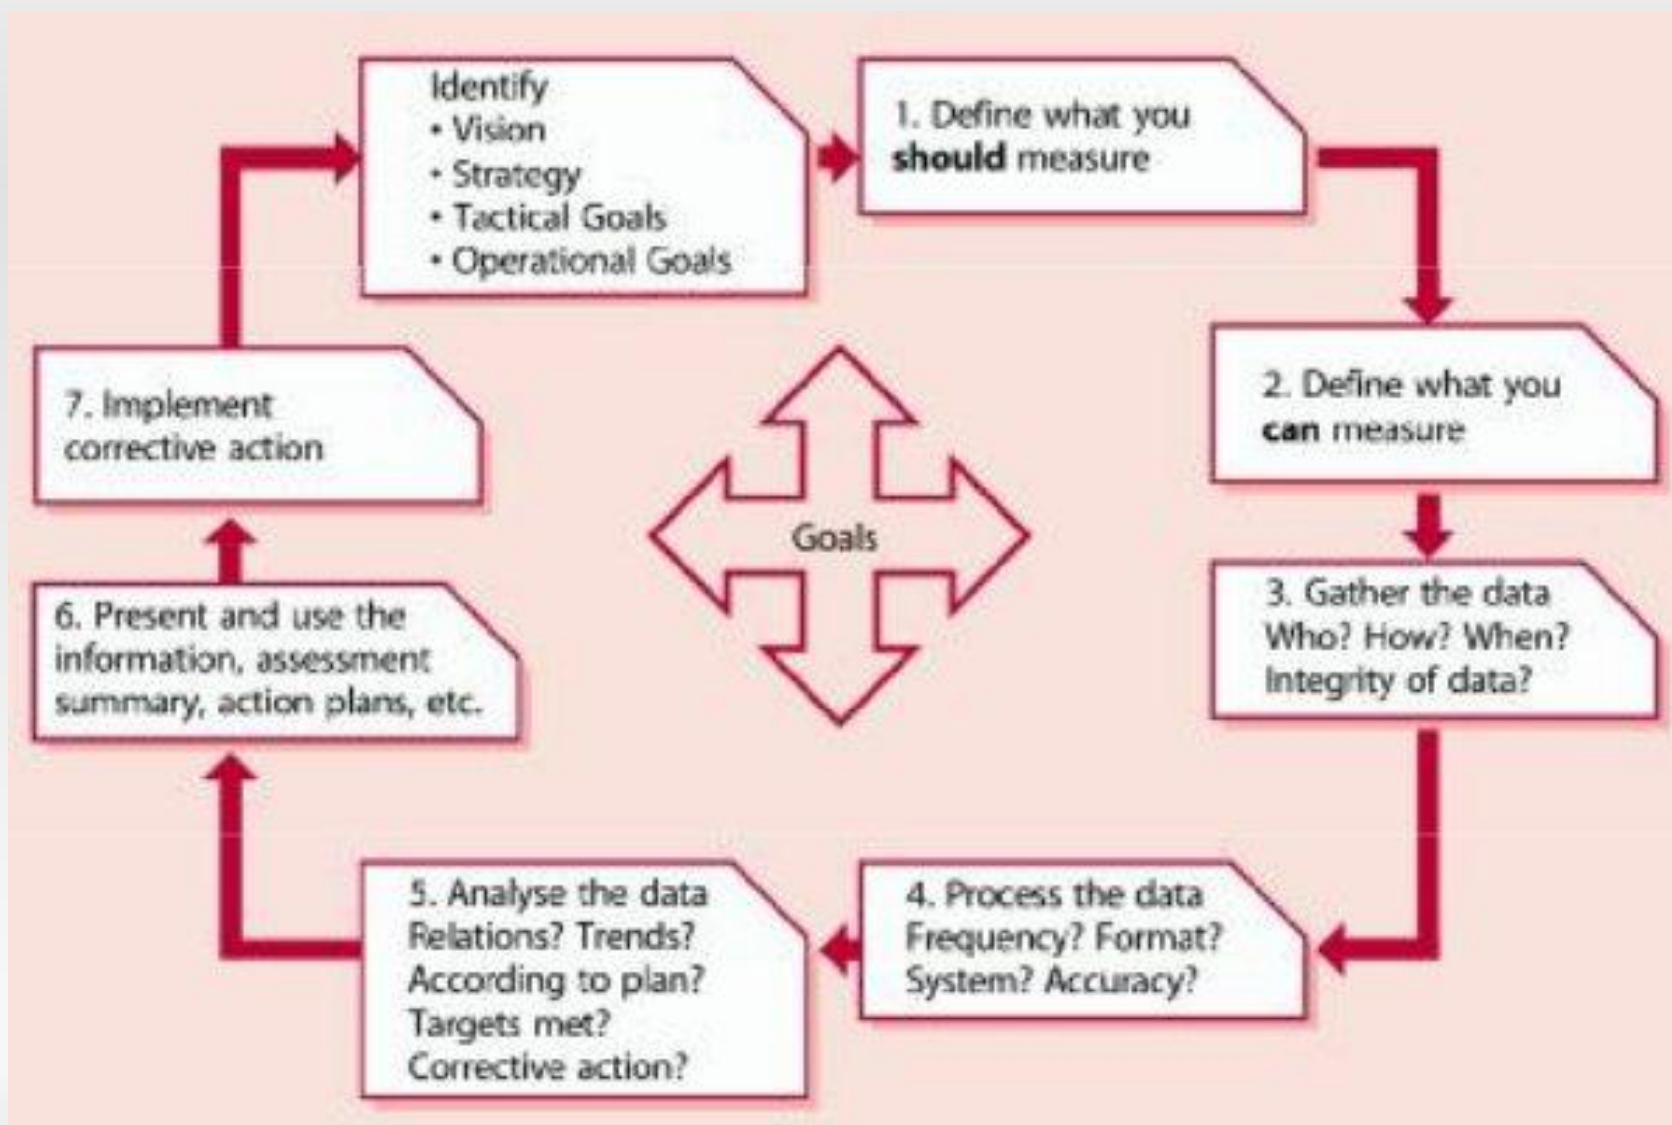 Identify
• Vision
• Strategy
• Tactical Goals
• Operational Goals
1. Define what you
should measure
2. Define what you
can measure
3. Gather the data
Who? How? When?
Integrity of data?
4. Process the data
Frequency? Format?
System? Accuracy?
5. Analyse the data
Relations? Trends?
According to plan?
Targets met?
Corrective action?
6. Present and use the
information, assessment
summary, action plans, etc.
7. Implement
corrective action
Goals